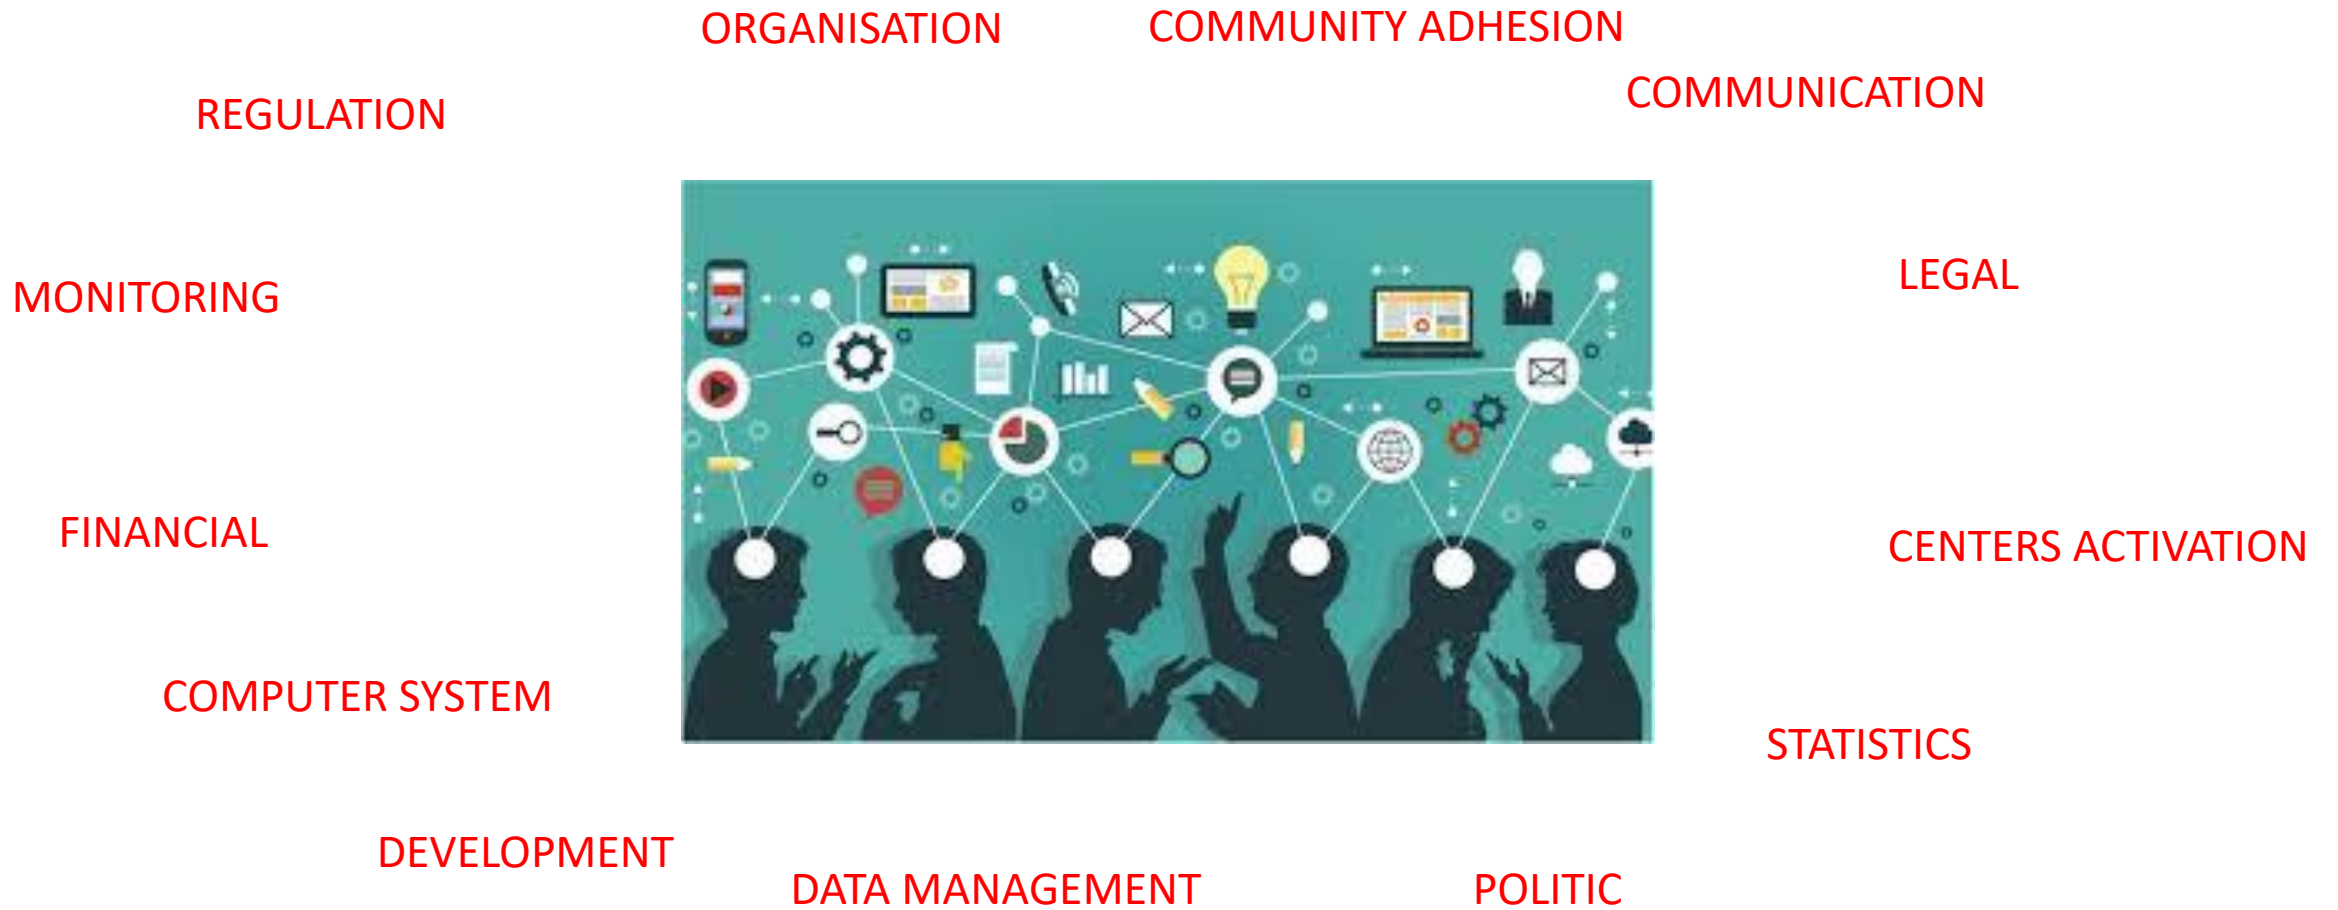 ORGANISATION
COMMUNITY ADHESION
COMMUNICATION
REGULATION
LEGAL
MONITORING
FINANCIAL
CENTERS ACTIVATION
COMPUTER SYSTEM
STATISTICS
DEVELOPMENT
DATA MANAGEMENT
POLITIC